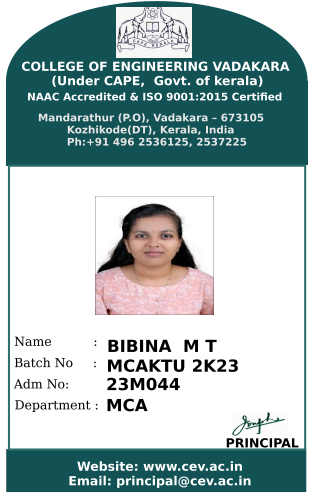 COLLEGE OF ENGINEERING VADAKARA
(Under CAPE, Govt. of kerala)
NAAC Accredited & ISO 9001:2015 Certified
Mandarathur (P.O), Vadakara – 673105
Kozhikode(DT), Kerala, India
Ph:+91 496 2536125, 2537225
Name : BIBINA M T
Batch No : MCAKTU 2K23
Adm No: 23M044
Department : MCA
PRINCIPAL
Website: www.cev.ac.in
Email: principal@cev.ac.in